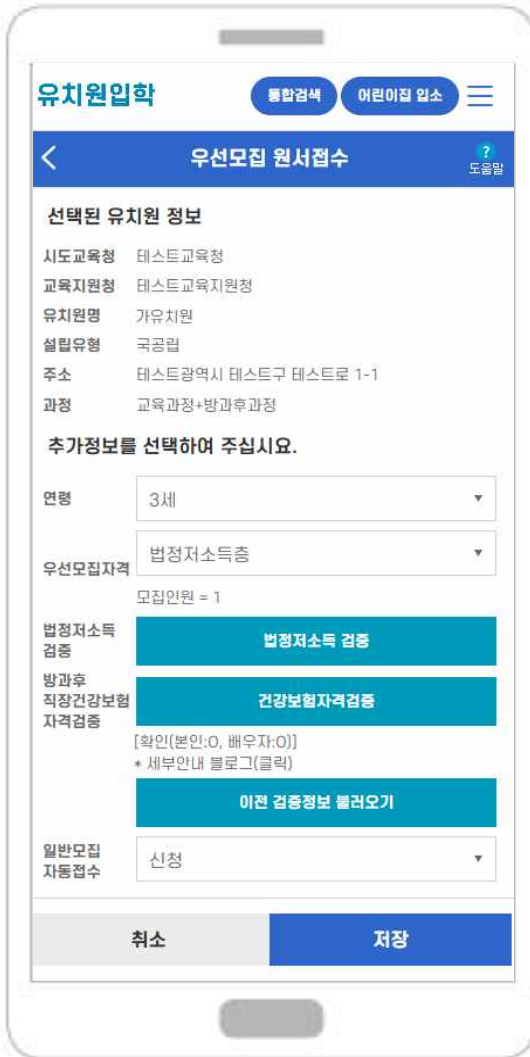 유치원입학 통합검색 어린이집 입소
우선모집 원서접수 ? 도움말
선택된 유치원 정보
시도교육청 테스트교육청
교육지원청 테스트교육지원청
유치원명 가유치원
설립유형 국공립
주소 테스트광역시 테스트구 테스트로 1-1
과정 교육과정+방과후과정
추가정보를 선택하여 주십시요.
연령 3세
우선모집자격 법정저소득층
모집인원 = 1
법정저소득
검증
법정저소득 검증
방과후
직장건강보험
자격검증
건강보험자격검증
[확인(본인:O, 배우자:O)]
* 세부안내 블로그(클릭)
이전 검증정보 불러오기
일반모집
자동접수
신청
취소 저장